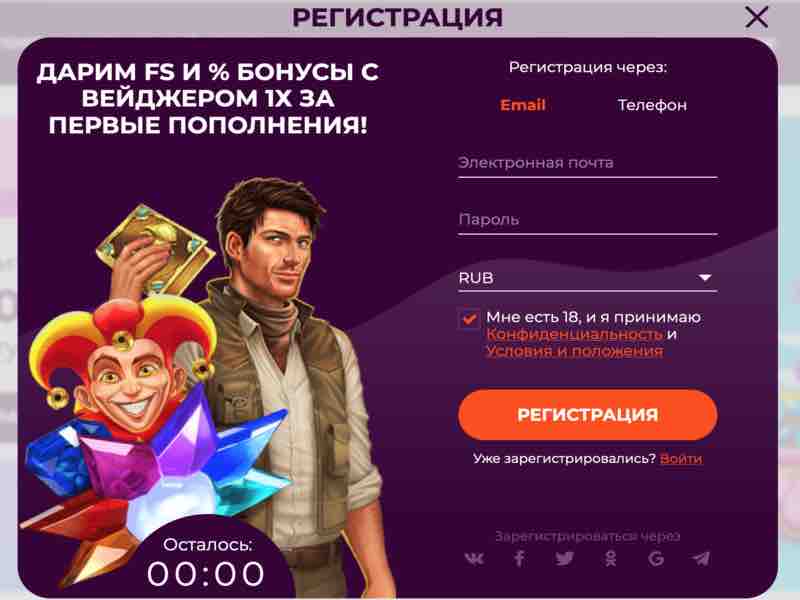 РЕГИСТРАЦИЯ
ДАРИМ FS И % БОНУСЫ С
ВЕЙДЖЕРОМ 1X ЗА
ПЕРВЫЕ ПОПОЛНЕНИЯ!
Осталось:
00:00
Регистрация через:
Email Телефон
Электронная почта
Пароль
RUB
Мне есть 18, и я принимаю
Конфиденциальность и
Условия и положения
РЕГИСТРАЦИЯ
Уже зарегистрировались? Войти
Зарегистрироваться через